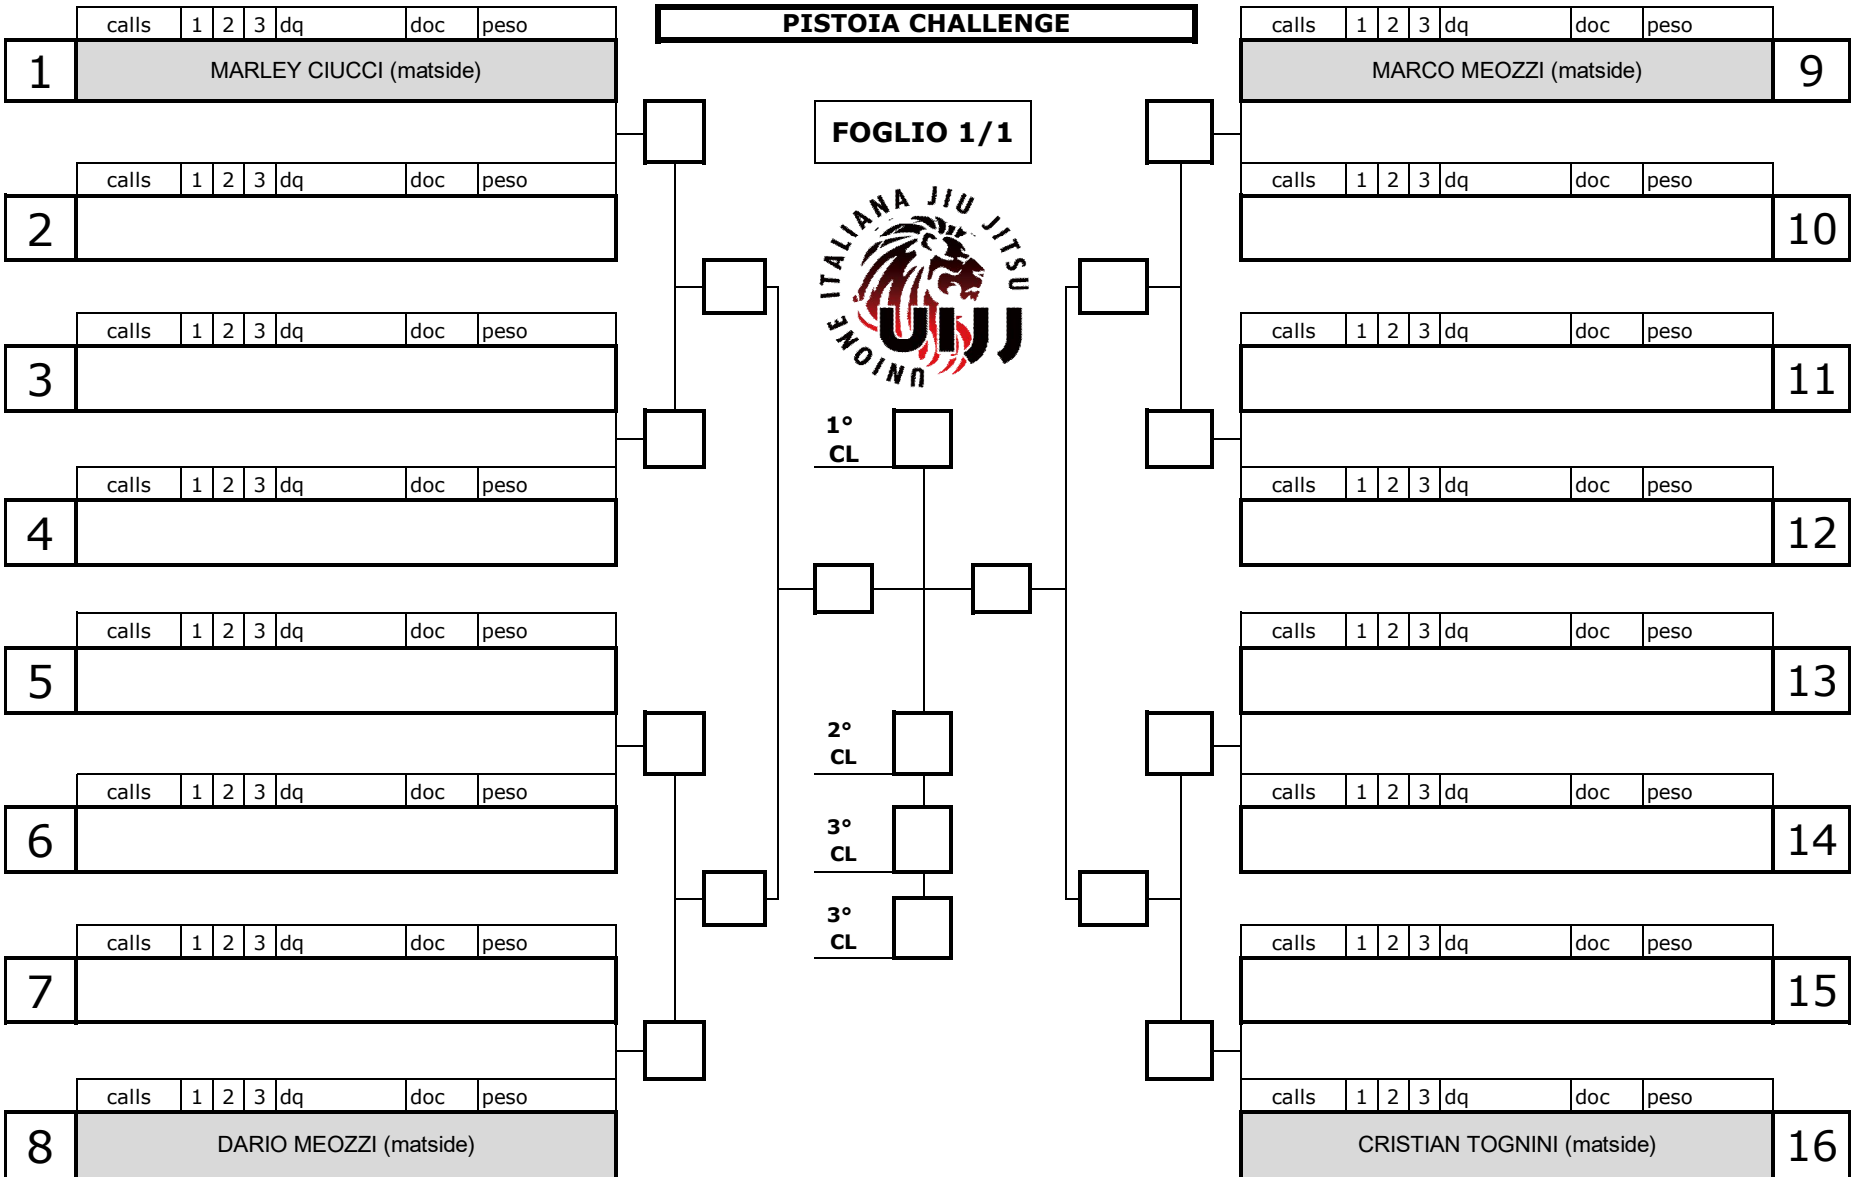 calls 1 2 3 dq doc peso PISTOIA CHALLENGE calls 1 2 3 dq doc peso
1 MARLEY CIUCCI (matside) MARCO MEOZZI (matside) 9
FOGLIO 1/1
calls 1 2 3 dq doc peso calls 1 2 3 dq doc peso
2 10
UNIONE ITALIANA JIU JITSU
UIJJ
calls 1 2 3 dq doc peso calls 1 2 3 dq doc peso
3 11
1°
CL
calls 1 2 3 dq doc peso calls 1 2 3 dq doc peso
4 12
calls 1 2 3 dq doc peso calls 1 2 3 dq doc peso
5 13
2°
CL
calls 1 2 3 dq doc peso calls 1 2 3 dq doc peso
6 14
3°
CL
3°
CL
calls 1 2 3 dq doc peso calls 1 2 3 dq doc peso
7 15
calls 1 2 3 dq doc peso calls 1 2 3 dq doc peso
8 DARIO MEOZZI (matside) CRISTIAN TOGNINI (matside) 16